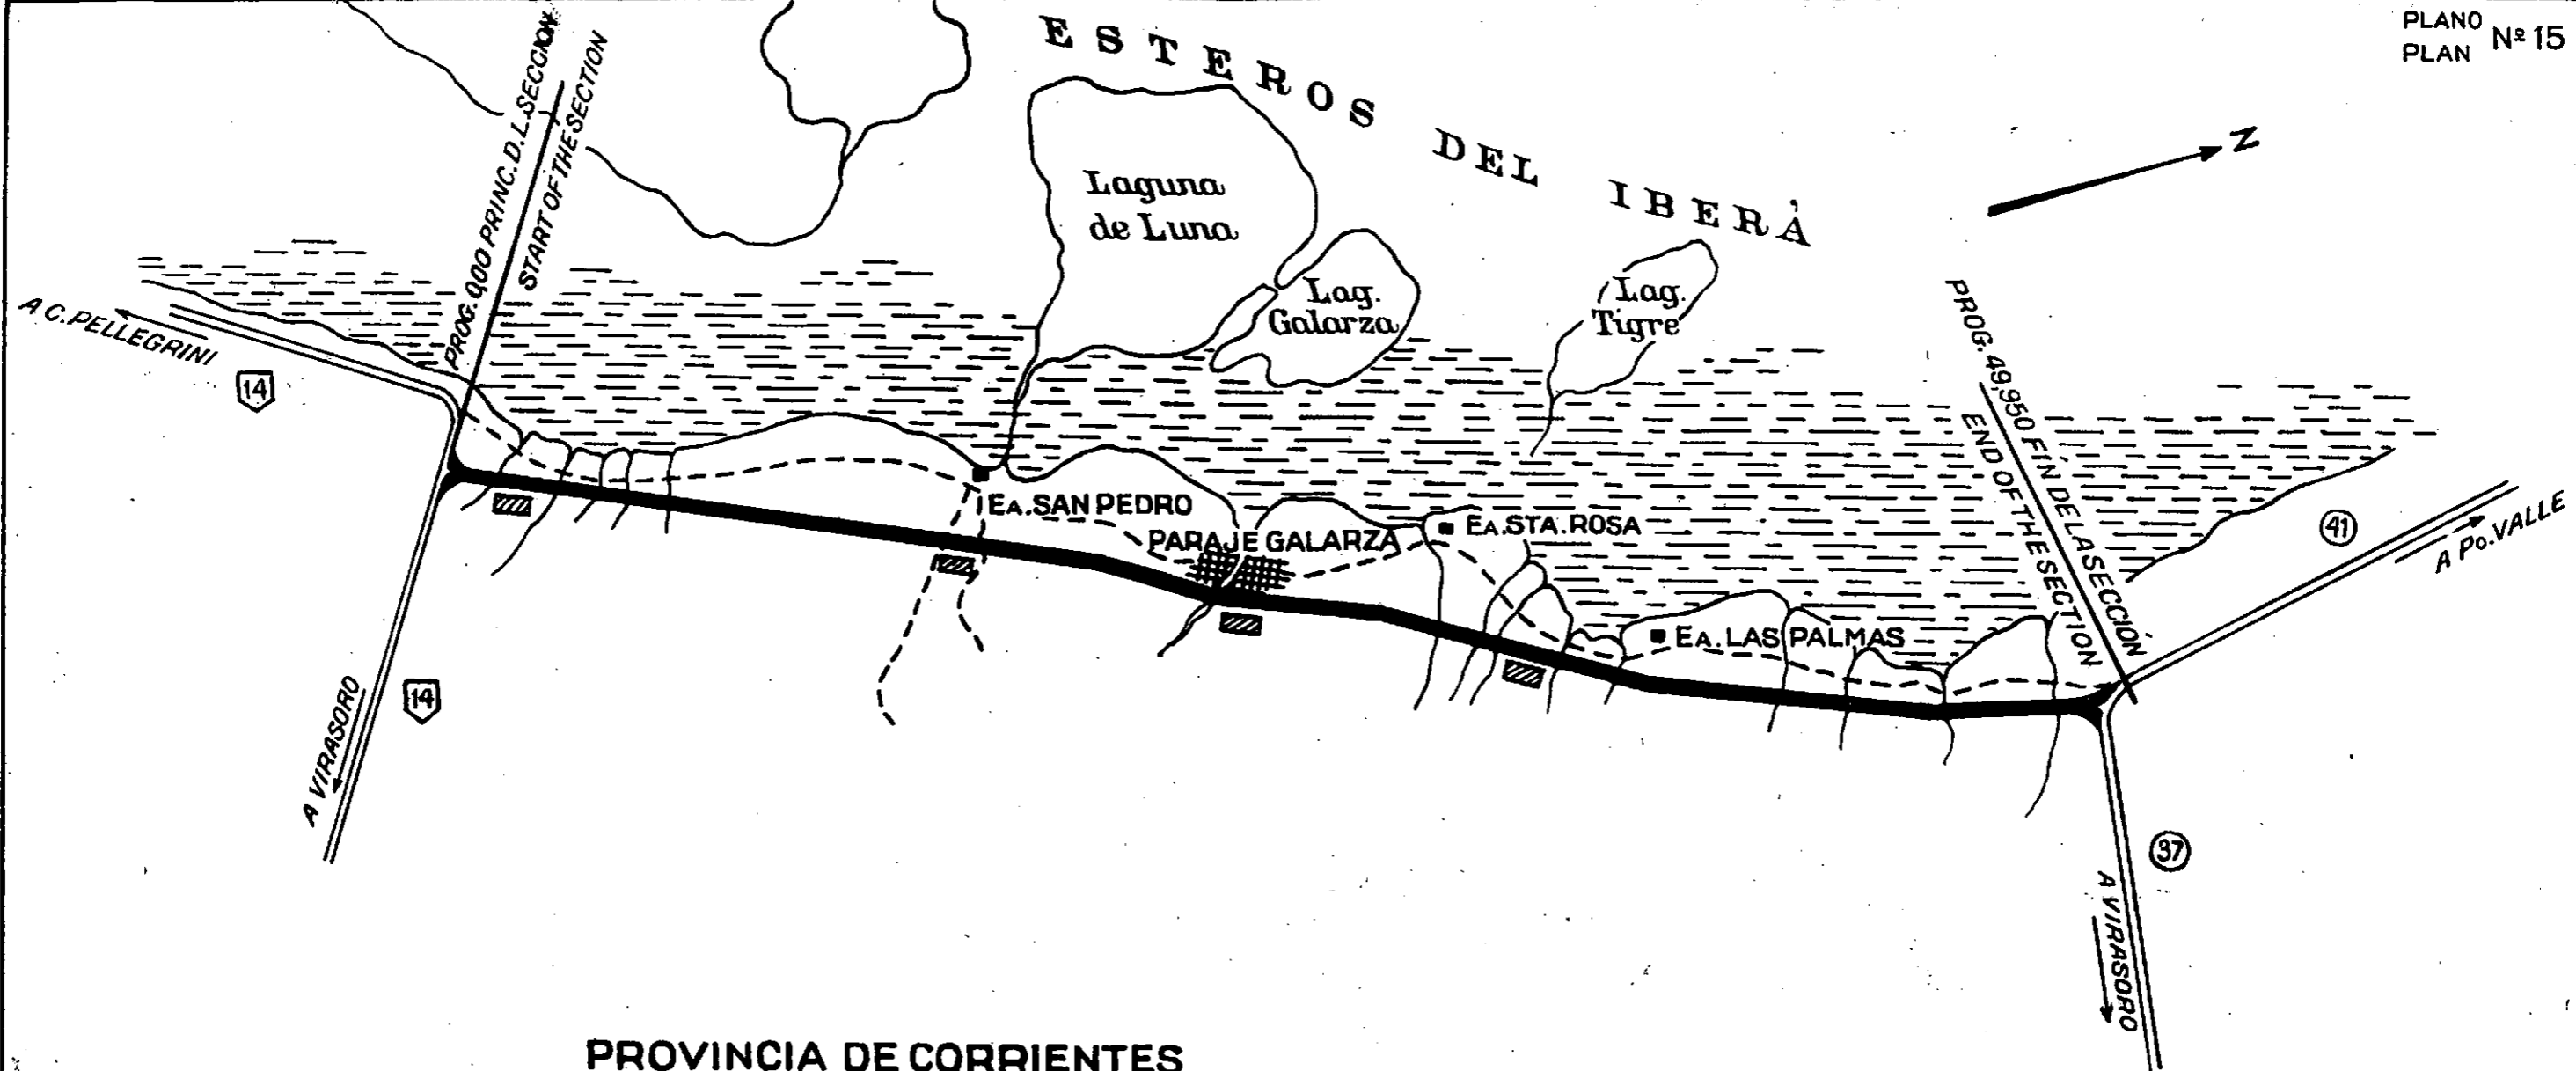 PLANO
PLAN Nº 15
ESTEROS DEL IBERÀ
N
PROG. 0,00 PRINC. D. L. SECCION
START OF THE SECTION
Laguna
de Luna
Lag.
Galarza
Lag.
Tigre
PROG. 49,950 FIN DE LA SECCIÓN
END OF THE SECTION
A C. PELLEGRINI
14
EA. SAN PEDRO
PARAJE GALARZA
EA. STA. ROSA
41
A Po. VALLE
EA. LAS PALMAS
14
A VIRASORO
37
A VIRASORO
PROVINCIA DE CORRIENTES